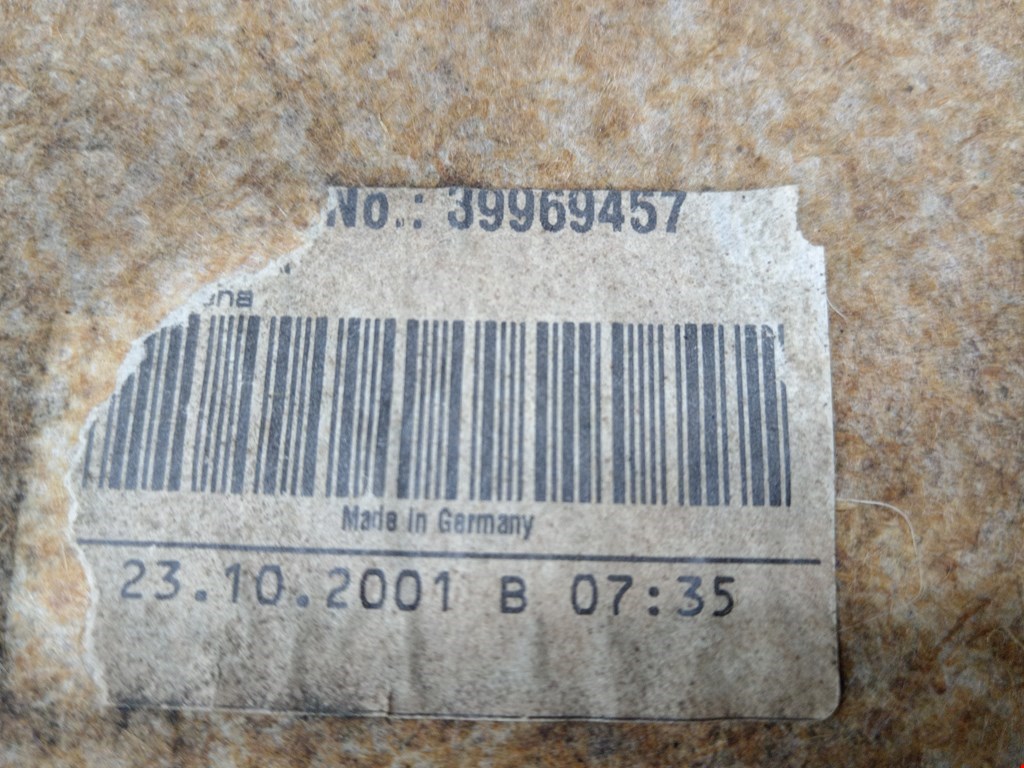 No.: 39969457
Made in Germany
23.10.2001 B 07:35